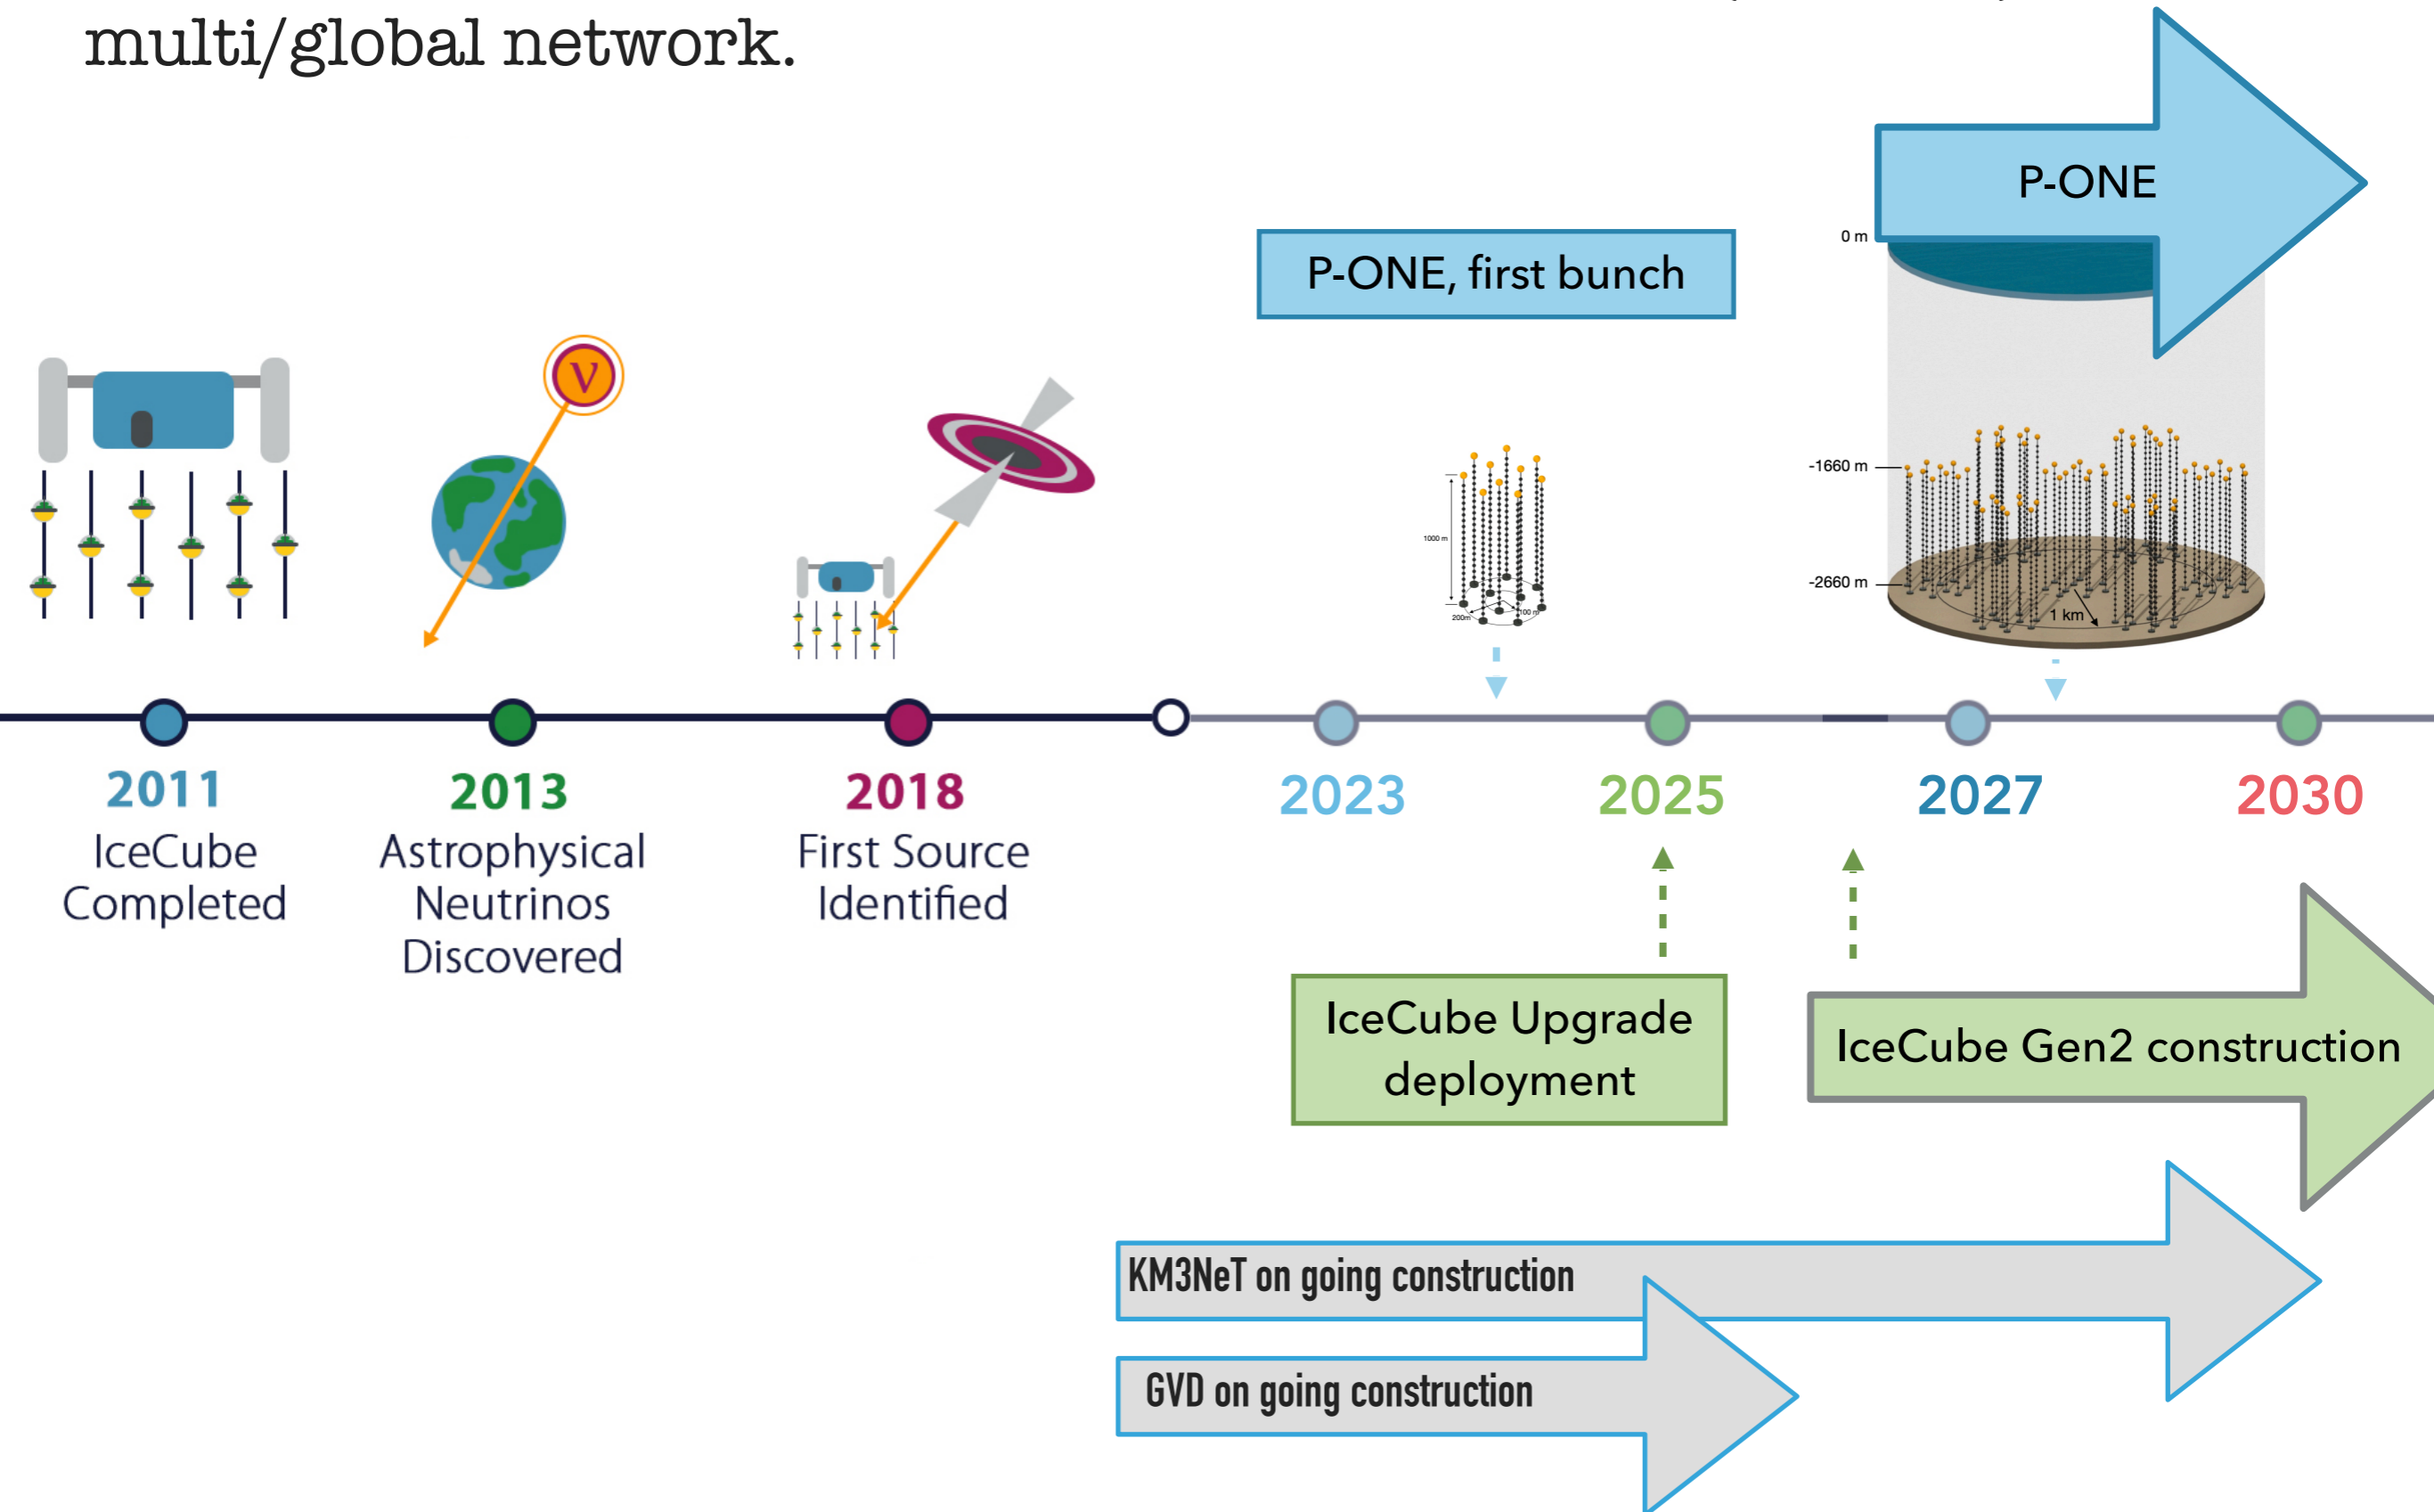 multi/global network.
P-ONE
P-ONE, first bunch
0 m
ν
-1660 m
1000 m
-2660 m
1 km
200m
100 m
2011
2013
2018
2023
2025
2027
2030
IceCube
Completed
Astrophysical
Neutrinos
Discovered
First Source
Identified
IceCube Upgrade
deployment
IceCube Gen2 construction
KM3NeT on going construction
GVD on going construction